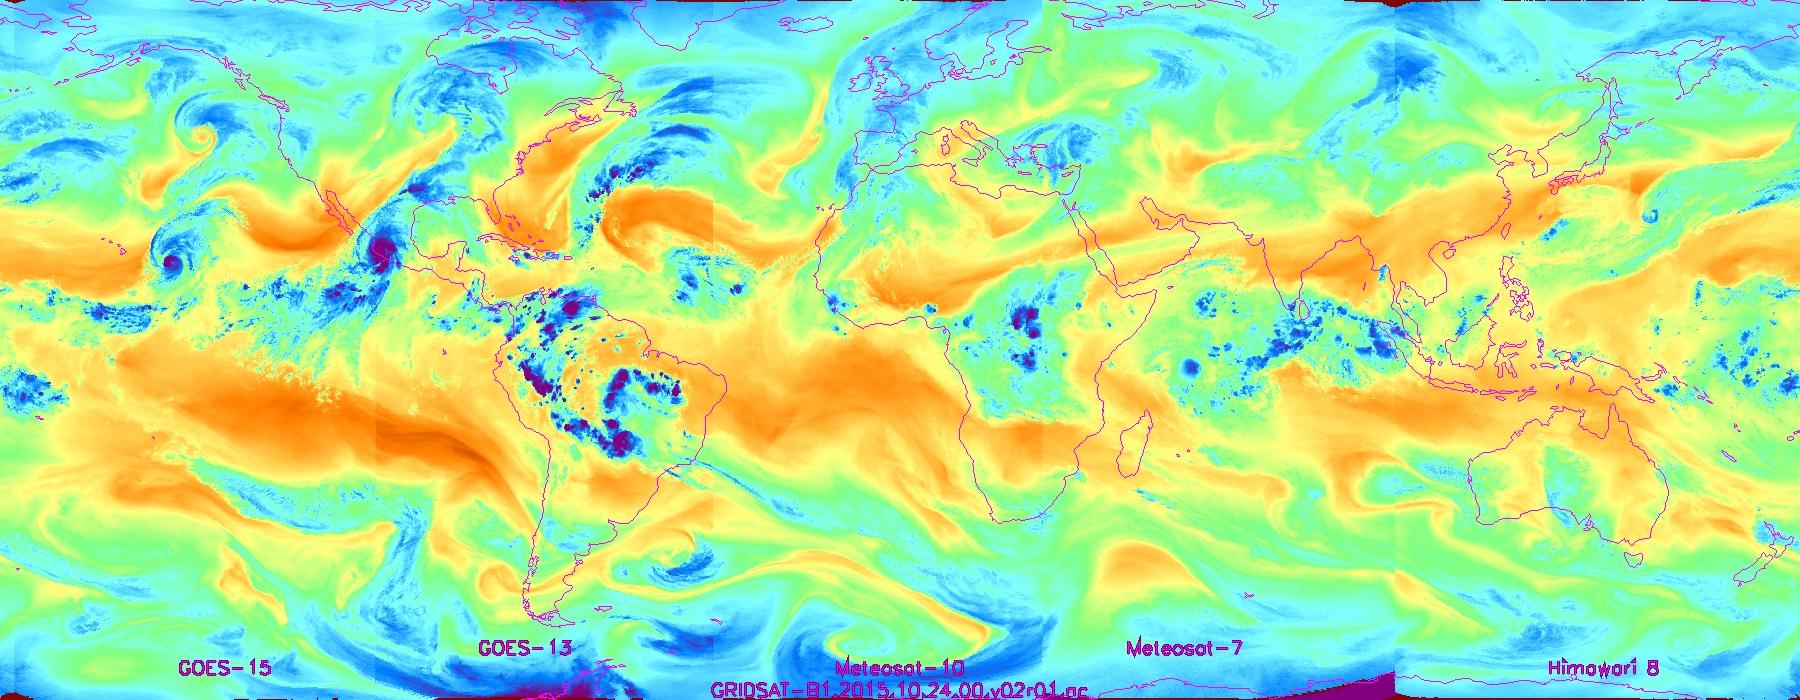 GOES-13
Meteosat-7
GOES-15
Meteosat-10
Himawari 8
GRIDSAT-B1.2015.10.24.00.v02r01.nc